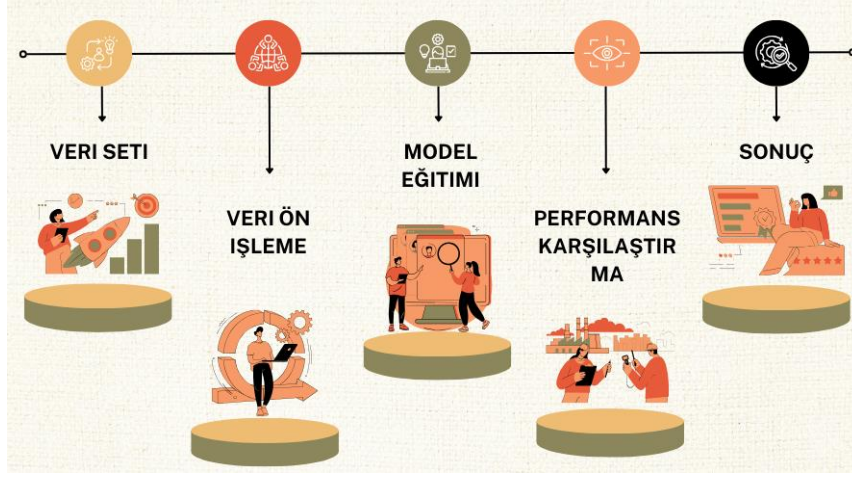 VERI SETI
VERI ÖN
IŞLEME
MODEL
EĞITIMI
PERFORMANS
KARŞILAŞTIR
MA
SONUÇ